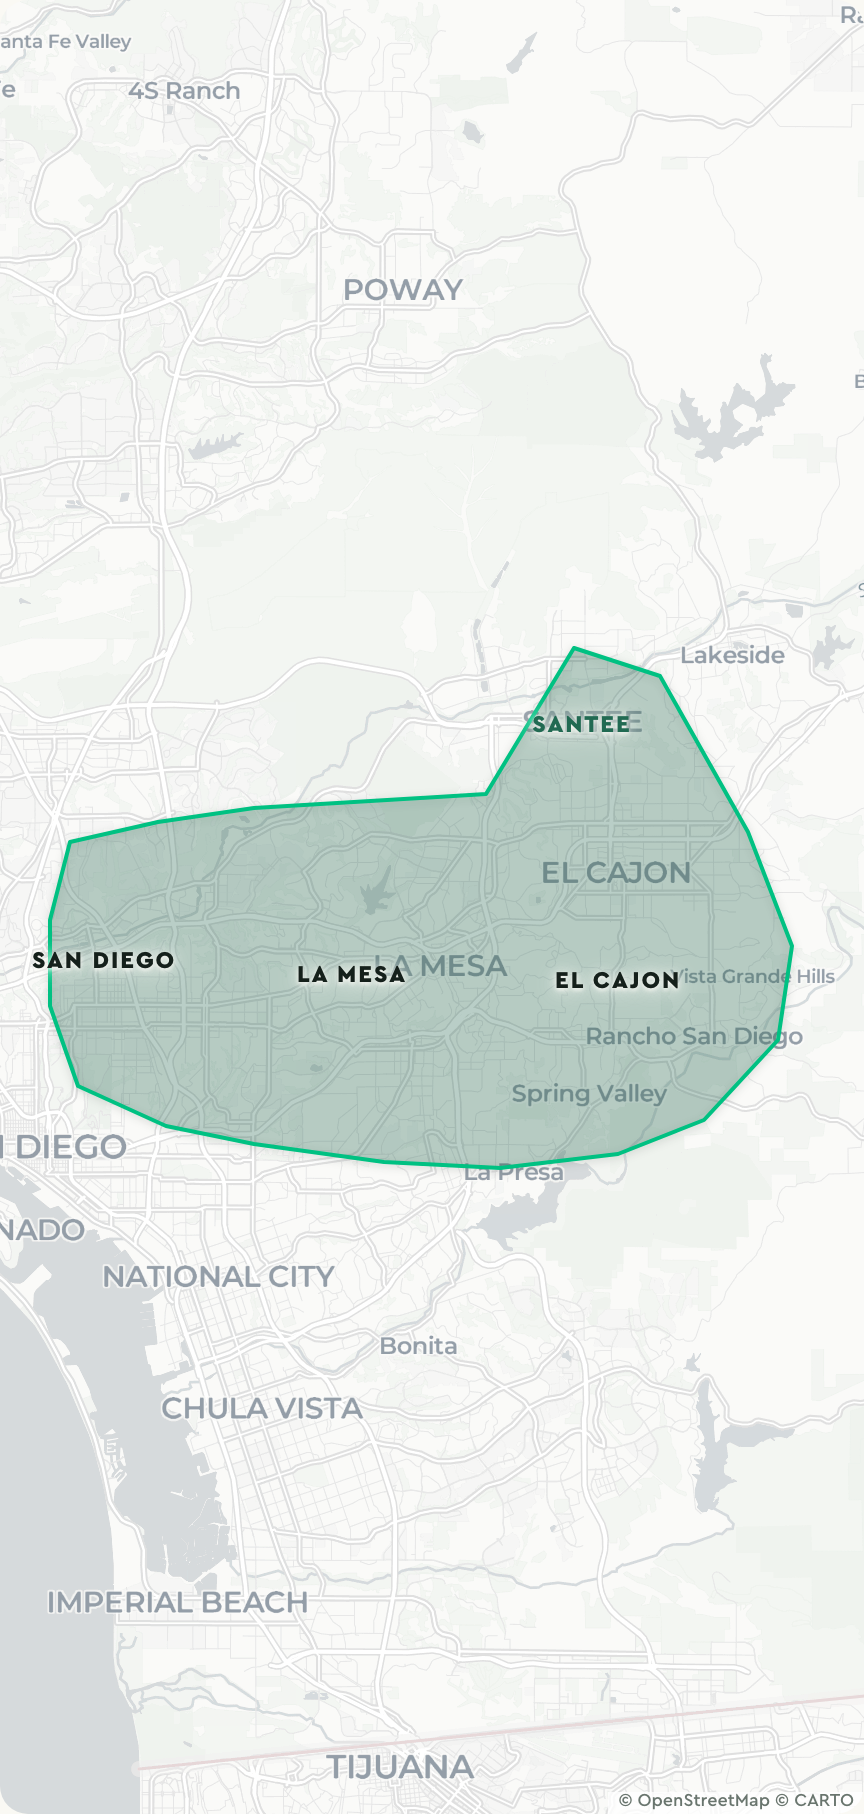 anta Fe Valley
4S Ranch
POWAY
Lakeside
SANTEE
SANTEE
EL CAJON
SAN DIEGO
LA MESA
LA MESA
EL CAJON
Vista Grande Hills
Rancho San Diego
Spring Valley
DIEGO
La Presa
NADO
NATIONAL CITY
Bonita
CHULA VISTA
IMPERIAL BEACH
TIJUANA
© OpenStreetMap © CARTO